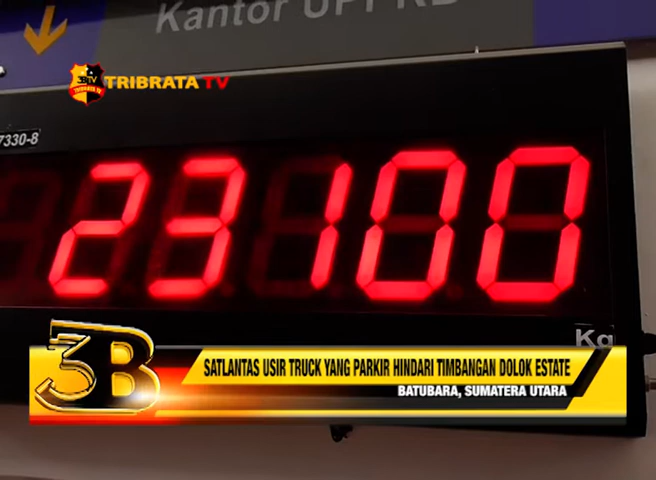 Kantor UPPKB
TRIBRATA TV
7330-8
23100
Kg
3B
SATLANTAS USIR TRUCK YANG PARKIR HINDARI TIMBANGAN DOLOK ESTATE
BATUBARA, SUMATERA UTARA